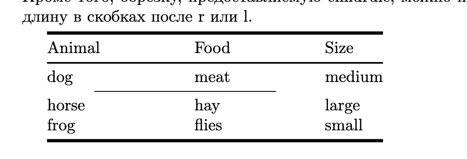 длину в скобках после r или l.
Animal Food Size
dog meat medium
horse hay large
frog flies small